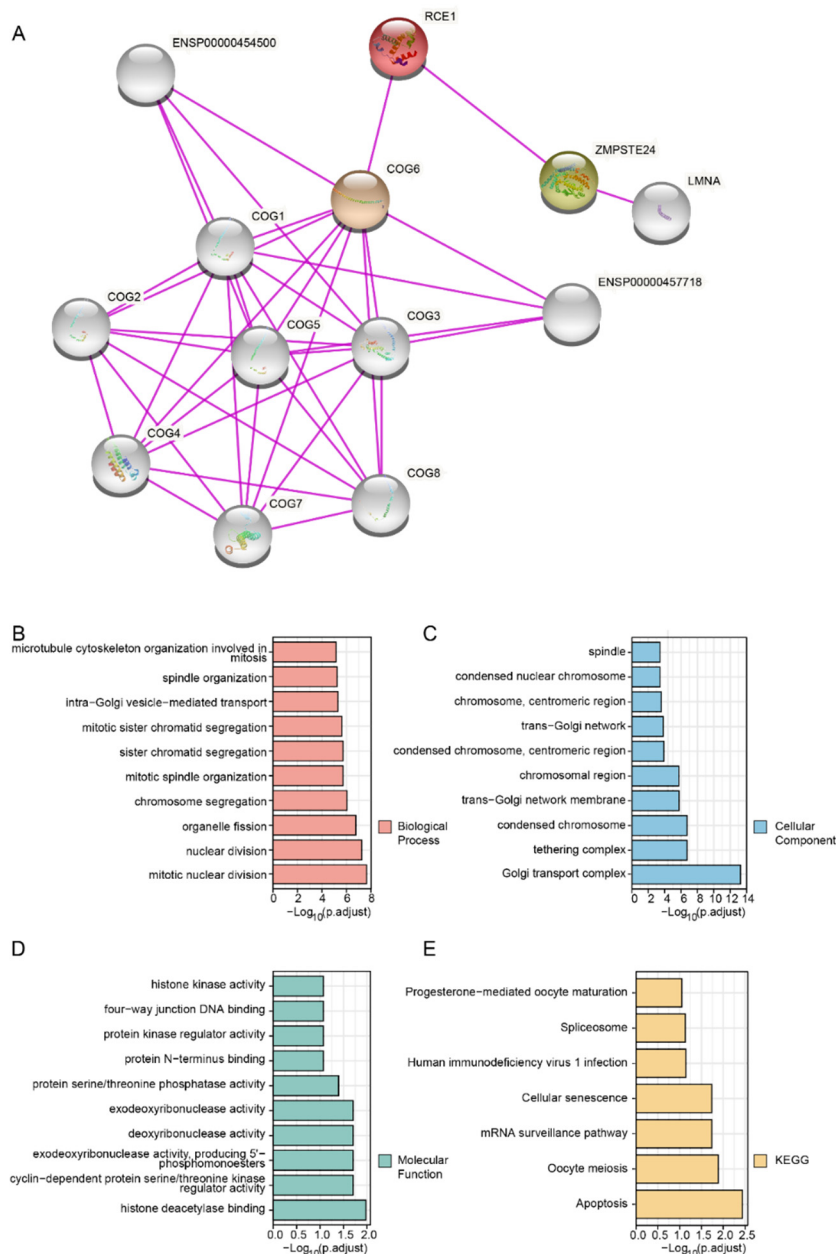 A
ENSP00000454500
RCE1
ZMPSTE24
LMNA
COG6
COG1
ENSP00000457718
COG2
COG5
COG3
COG4
COG8
COG7
B
microtubule cytoskeleton organization involved in
mitosis
spindle organization
intra−Golgi vesicle−mediated transport
mitotic sister chromatid segregation
sister chromatid segregation
mitotic spindle organization
chromosome segregation
organelle fission
nuclear division
mitotic nuclear division
0 2 4 6 8
−Log10(p.adjust)
Biological
Process
C
spindle
condensed nuclear chromosome
chromosome, centromeric region
trans−Golgi network
condensed chromosome, centromeric region
chromosomal region
trans−Golgi network membrane
condensed chromosome
tethering complex
Golgi transport complex
0 2 4 6 8 10 12 14
−Log10(p.adjust)
Cellular
Component
D
histone kinase activity
four−way junction DNA binding
protein kinase regulator activity
protein N−terminus binding
protein serine/threonine phosphatase activity
exodeoxyribonuclease activity
deoxyribonuclease activity
exodeoxyribonuclease activity, producing 5'−
phosphomonoesters
cyclin−dependent protein serine/threonine kinase
regulator activity
histone deacetylase binding
0.0 0.5 1.0 1.5 2.0
−Log10(p.adjust)
Molecular
Function
E
Progesterone−mediated oocyte maturation
Spliceosome
Human immunodeficiency virus 1 infection
Cellular senescence
mRNA surveillance pathway
Oocyte meiosis
Apoptosis
0.0 0.5 1.0 1.5 2.0 2.5
−Log10(p.adjust)
KEGG